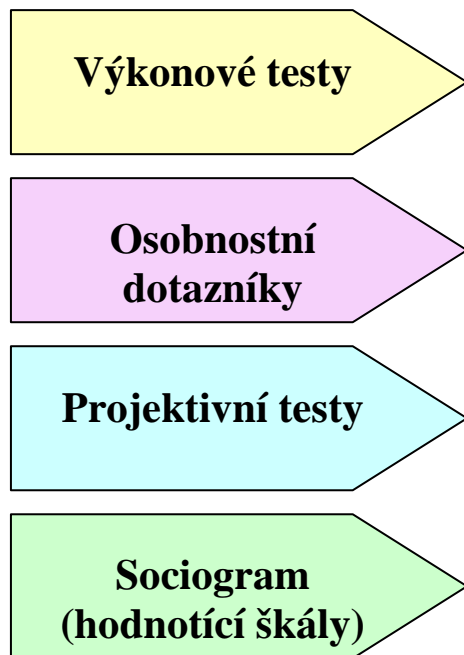 Výkonové testy
Osobnostní
dotazníky
Projektivní testy
Sociogram
(hodnotící škály)